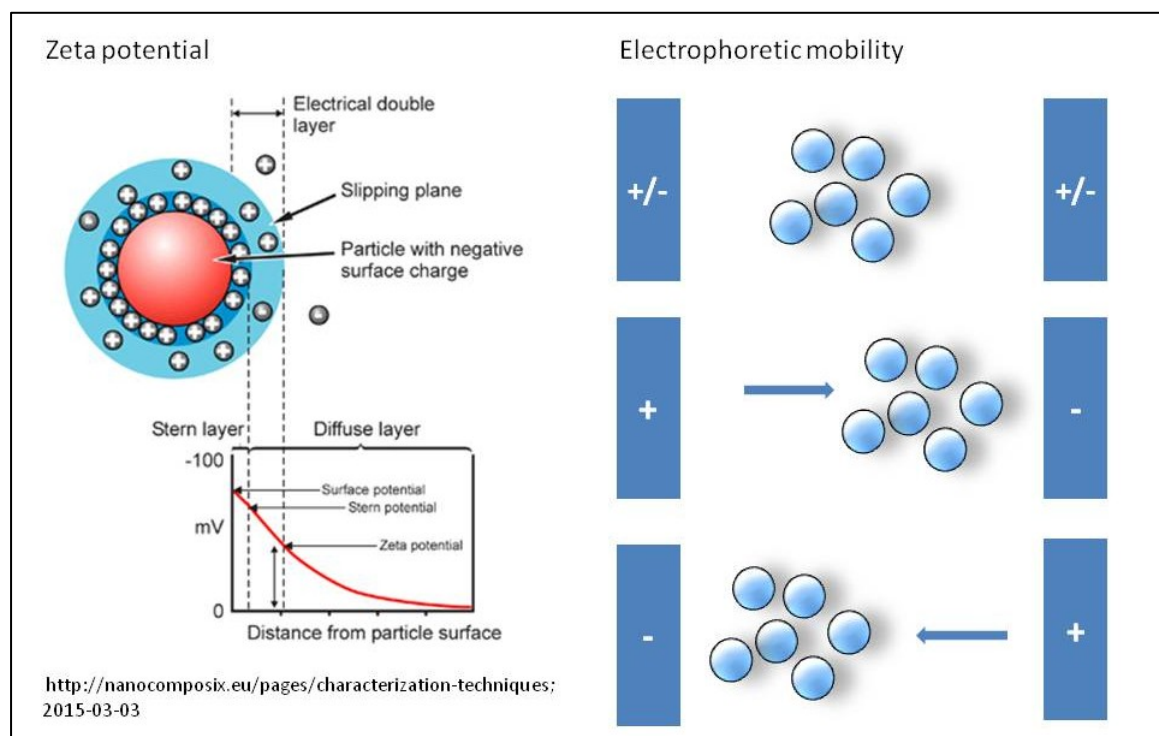 Zeta potential
Electrical double
layer
Slipping plane
Particle with negative
surface charge
Stern layer
Diffuse layer
-100
mV
0
Surface potential
Stern potential
Zeta potential
Distance from particle surface
http://nanocomposix.eu/pages/characterization-techniques;
2015-03-03
Electrophoretic mobility
+/-
+/-
+
-
-
+